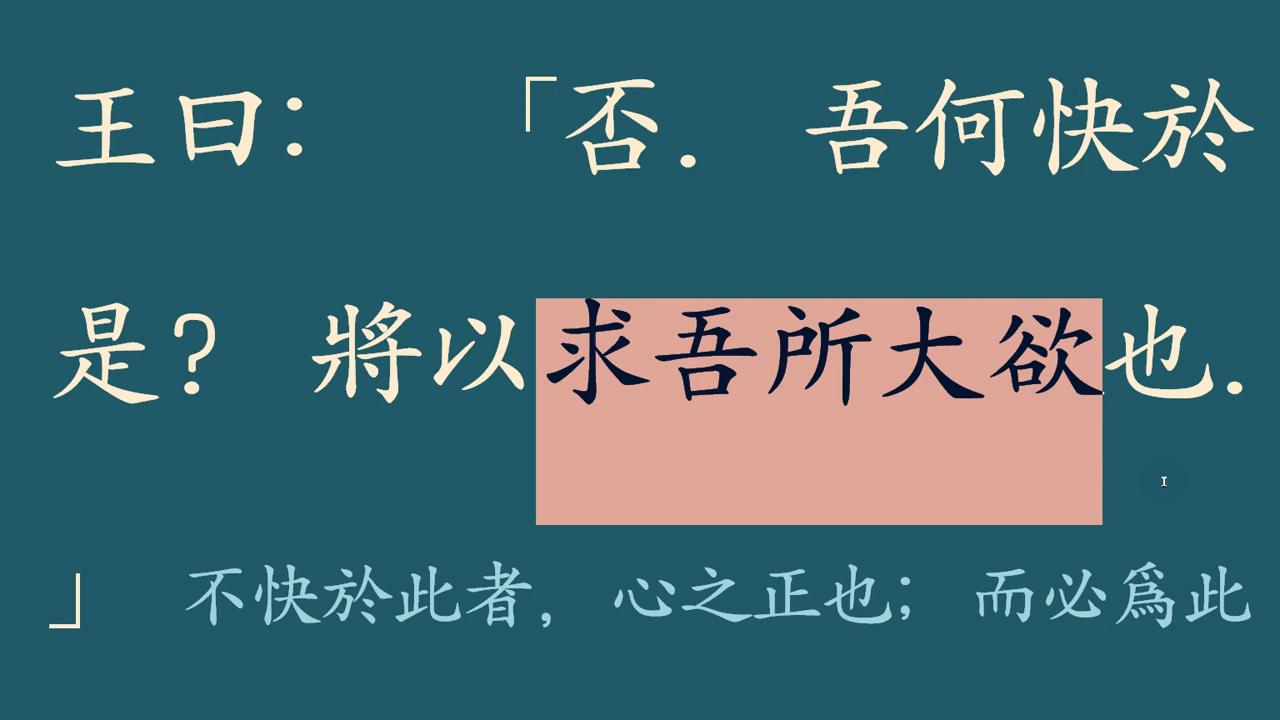 王曰: 「否. 吾何快於
是? 將以求吾所大欲也.
」 不快於此者, 心之正也; 而必爲此